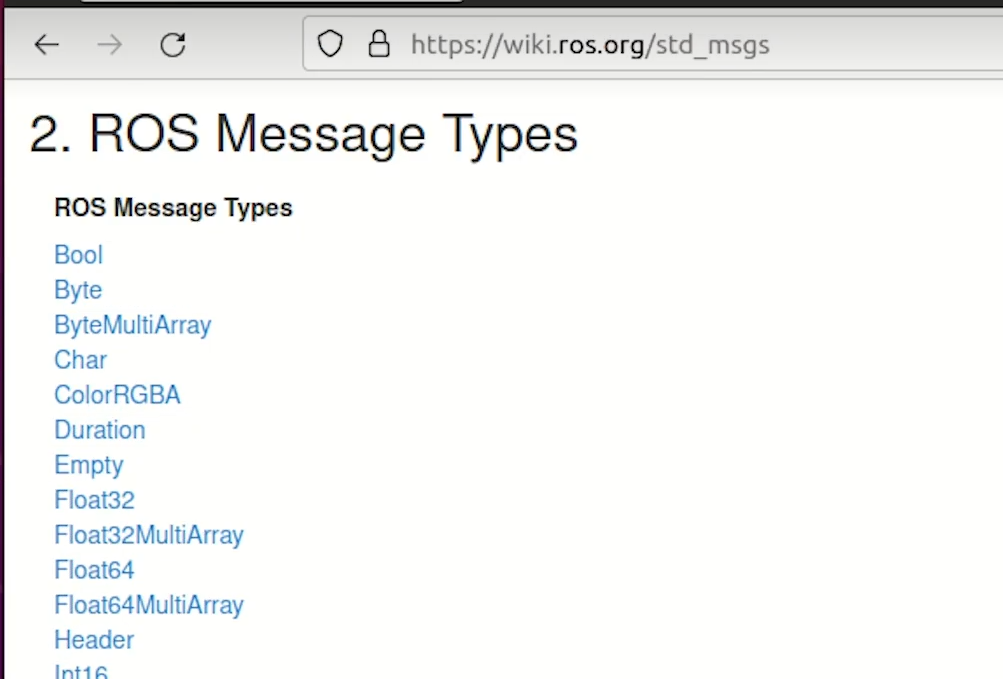 https://wiki.ros.org/std_msgs
2. ROS Message Types
ROS Message Types
Bool
Byte
ByteMultiArray
Char
ColorRGBA
Duration
Empty
Float32
Float32MultiArray
Float64
Float64MultiArray
Header
Int16